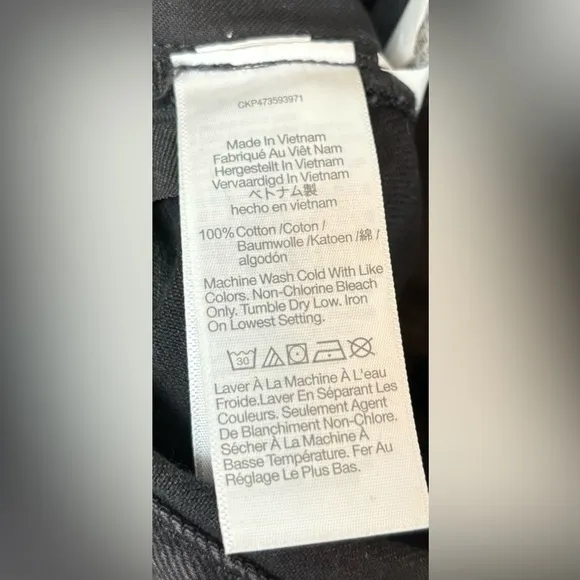 CKP473593971
Made In Vietnam
Fabriqué Au Viêt Nam
Hergestellt In Vietnam
Vervaardigd In Vietnam
ベトナム製
hecho en vietnam
100% Cotton /Coton /
Baumwolle /Katoen /綿/
algodón
Machine Wash Cold With Like
Colors. Non-Chlorine Bleach
Only. Tumble Dry Low. Iron
On Lowest Setting.
30
Laver À La Machine À L'eau
Froide.Laver En Séparant Les
Couleurs. Seulement Agent
De Blanchiment Non-Chlore.
Sécher À La Machine À
Basse Température. Fer Au
Réglage Le Plus Bas.